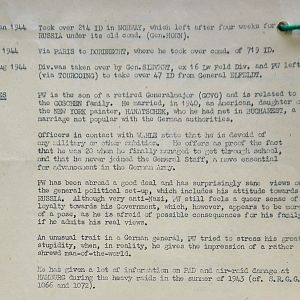 an 1944 Took over 214 ID in NORWAY, which left after four weeks for
RUSSIA under its old comd. (Gen.HORN).
1944 Via PARIS to DORDRECHT, where he took over comd. of 719 ID.
ug 1944 Div.was taken over by Gen.SIEVERT, ex 16 Lw Feld Div. and PW left
(via TOURCOING) to take over 47 ID from General ELFELDT.
ES PW is the son of a retired Generalmajor (GOYG) and is related to
the GOSCHEN family. He married, in 1940, an American, daughter of
the NEW YORK painter, who he had met in BUCHAREST, a
marriage not popular with the German authorities.
Officers in contact with WAHLE state that he is devoid of
any military or other ambition. He offers as proof the fact
that he was 20 when he finally managed to get through school,
and that he never joined the General Staff, a move essential
for advancement in the German Army.
PW has been abroad a good deal and has surprisingly sane views on
the general political set-up, which includes his attitude towards
RUSSIA. Although very anti-Nazi, PW still feels a queer sense of
loyalty towards his Government, which, however, appears to be more
of a pose, as he is afraid of possible consequences for his family
if he admits his real views.
An unusual trait in a German general, PW tried to stress his great
stupidity, when, in reality, he gives the impression of a rather
shrewd man-of-the-world.
He has given a lot of information on PAD and air-raid damage at
HAMBURG during the heavy raids in the summer of 1943 (cf. S.R.G.G.
1066 and 1072).